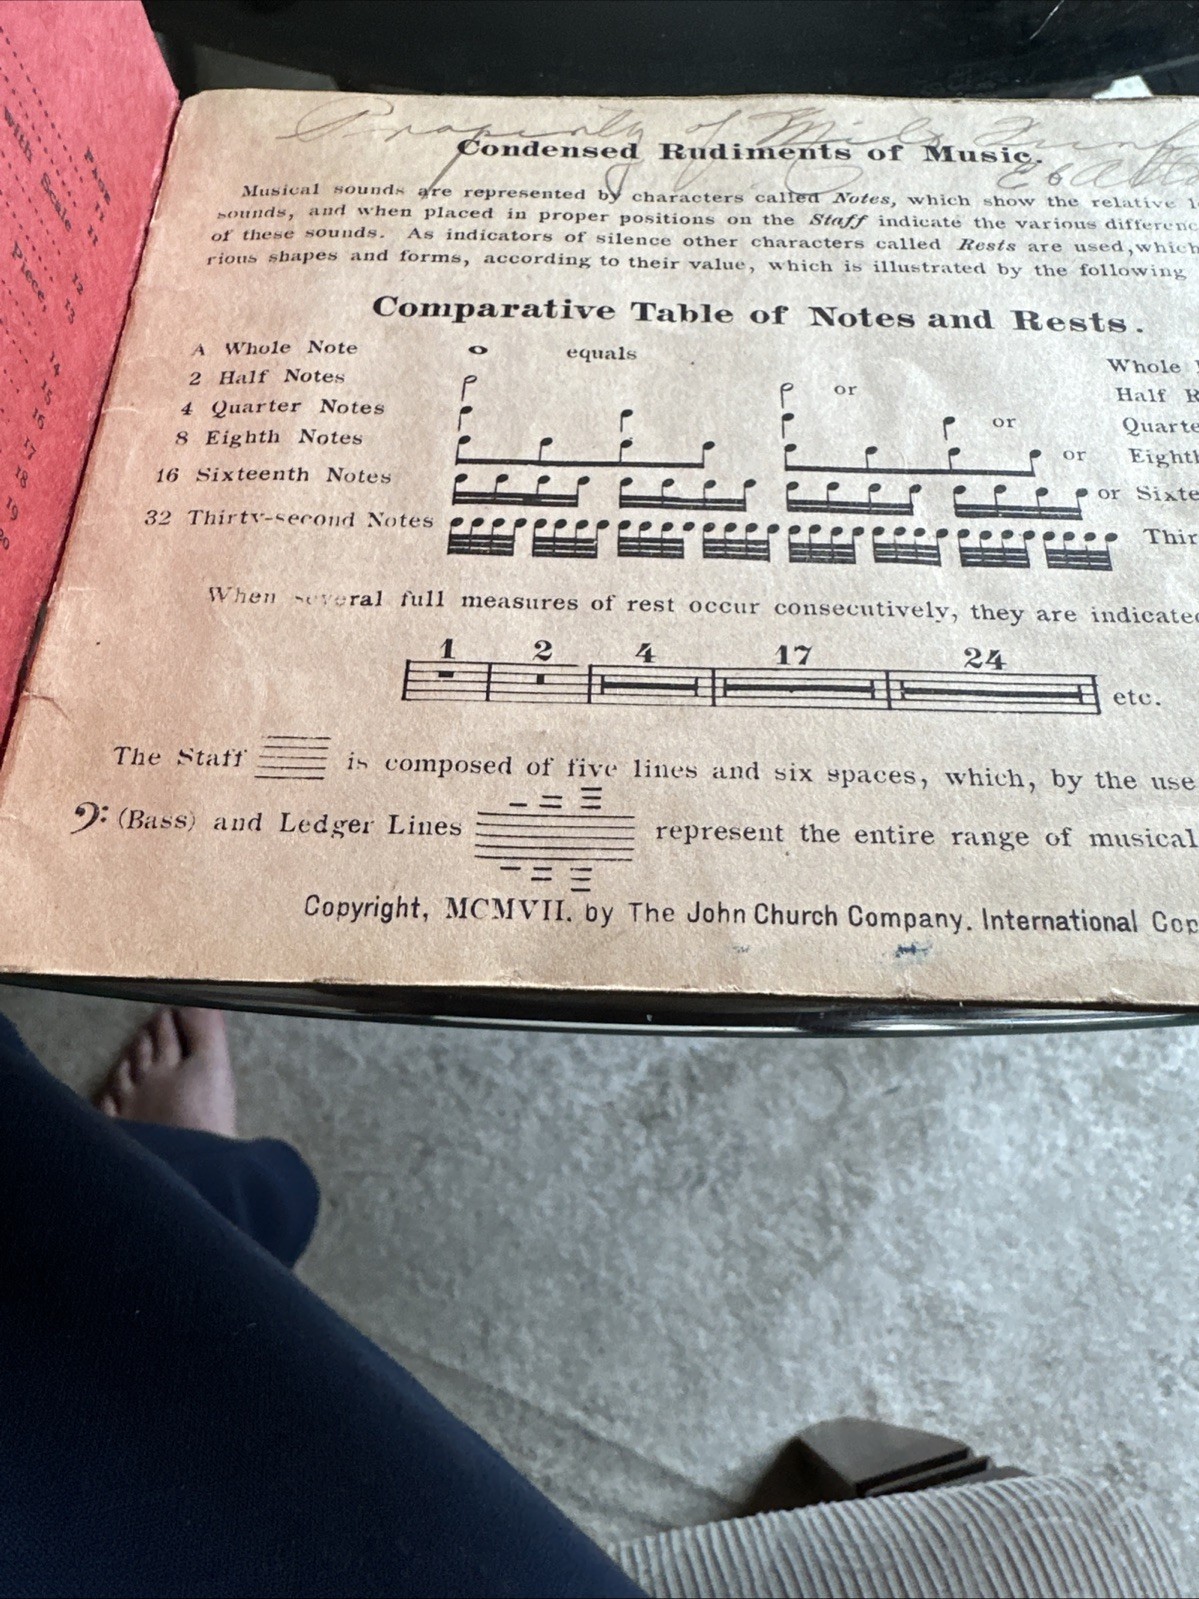 with Scale
Piece,
PAGE
11
11
12
13
14
15
16
17
18
19
20
Property of
Condensed Rudiments of Music.
Musical sounds are represented by characters called Notes, which show the relative
sounds, and when placed in proper positions on the Staff indicate the various
of these sounds. As indicators of silence other characters called Rests are used, which
rious shapes and forms, according to their value, which is illustrated by the following
Comparative Table of Notes and Rests.
A Whole Note equals Whole
2 Half Notes or Half R
4 Quarter Notes or Quarte
8 Eighth Notes or Eighth
16 Sixteenth Notes or Sixte
32 Thirty-second Notes Thir
When several full measures of rest occur consecutively, they are indicated
1 2 4 17 24
etc.
The Staff is composed of five lines and six spaces, which, by the use
(Bass) and Ledger Lines represent the entire range of musical
Copyright, MCMVII. by The John Church Company. International Cop